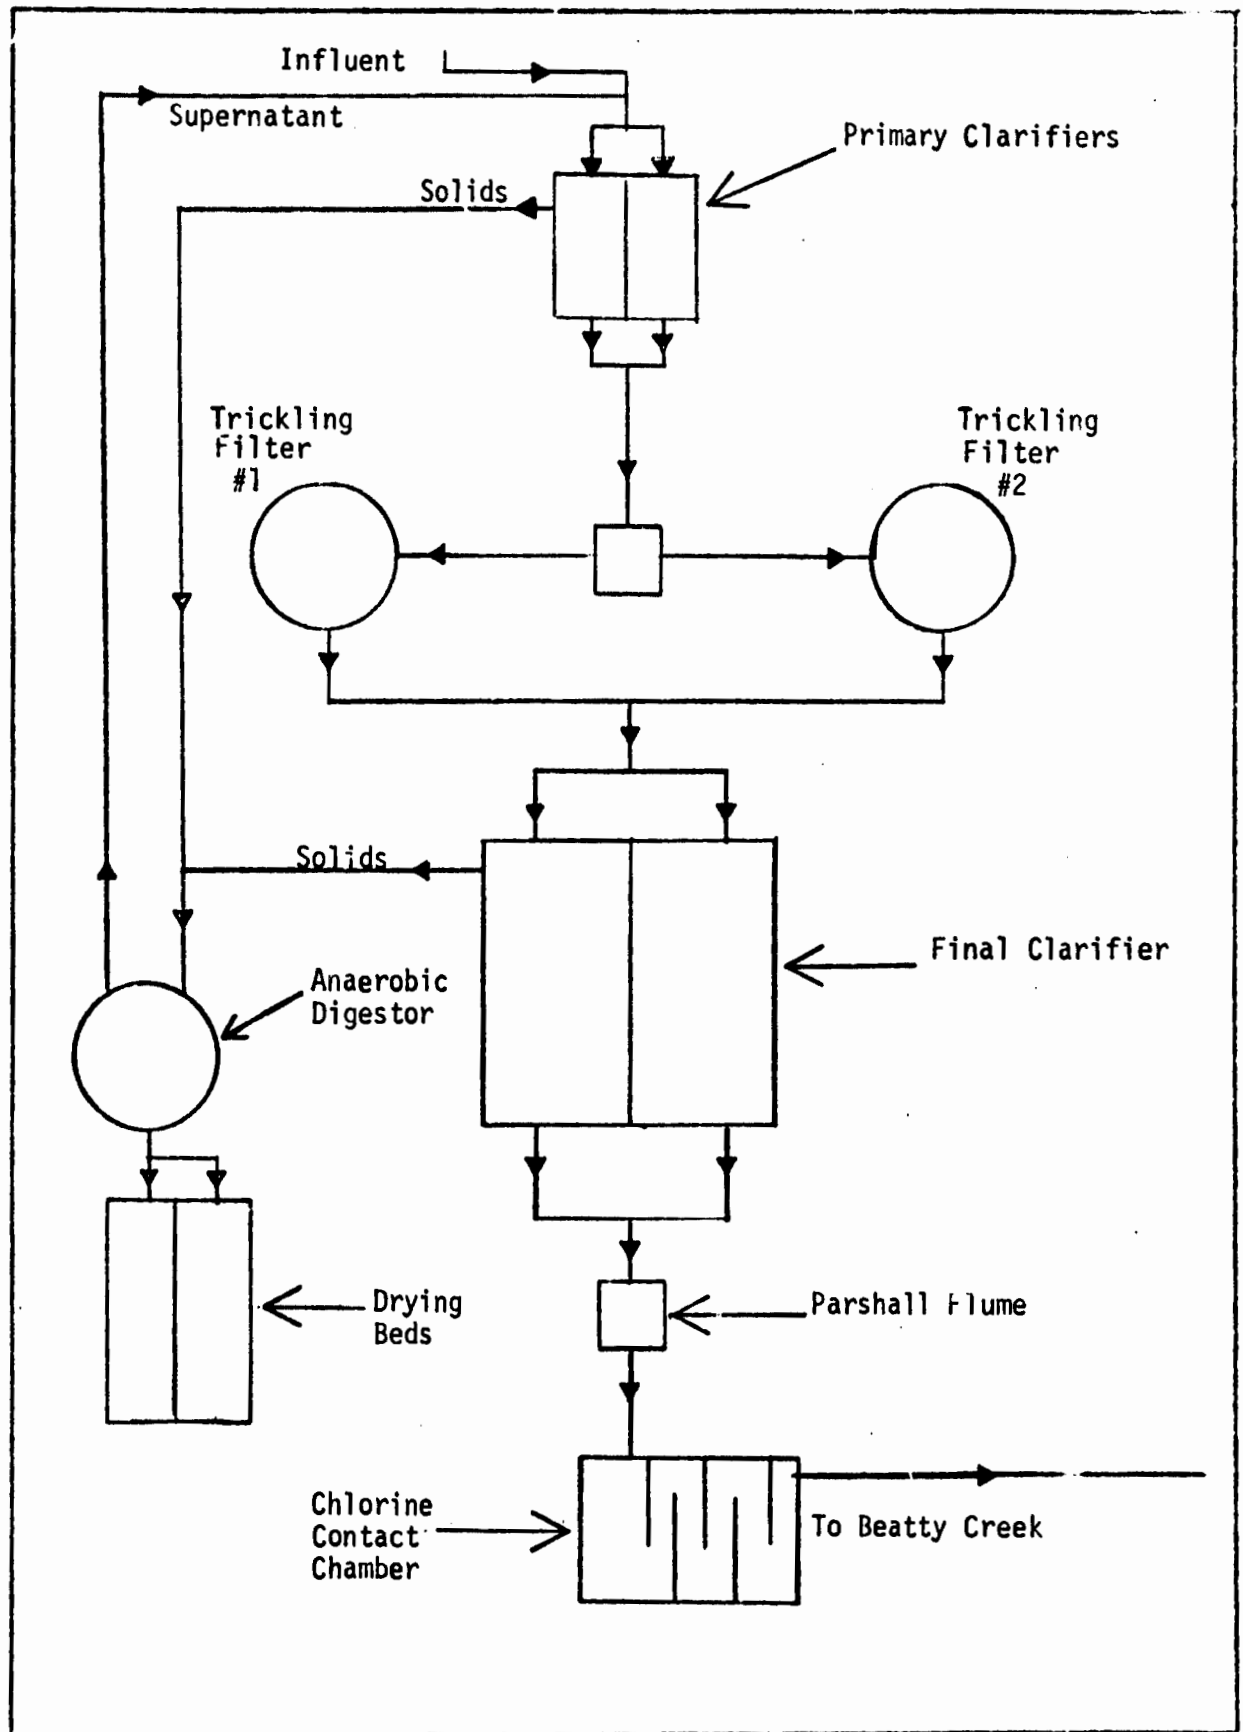 Influent
Supernatant
Primary Clarifiers
Solids
Trickling
Filter
#1
Trickling
Filter
#2
Solids
Final Clarifier
Anaerobic
Digestor
Drying
Beds
Parshall Flume
Chlorine
Contact
Chamber
To Beatty Creek